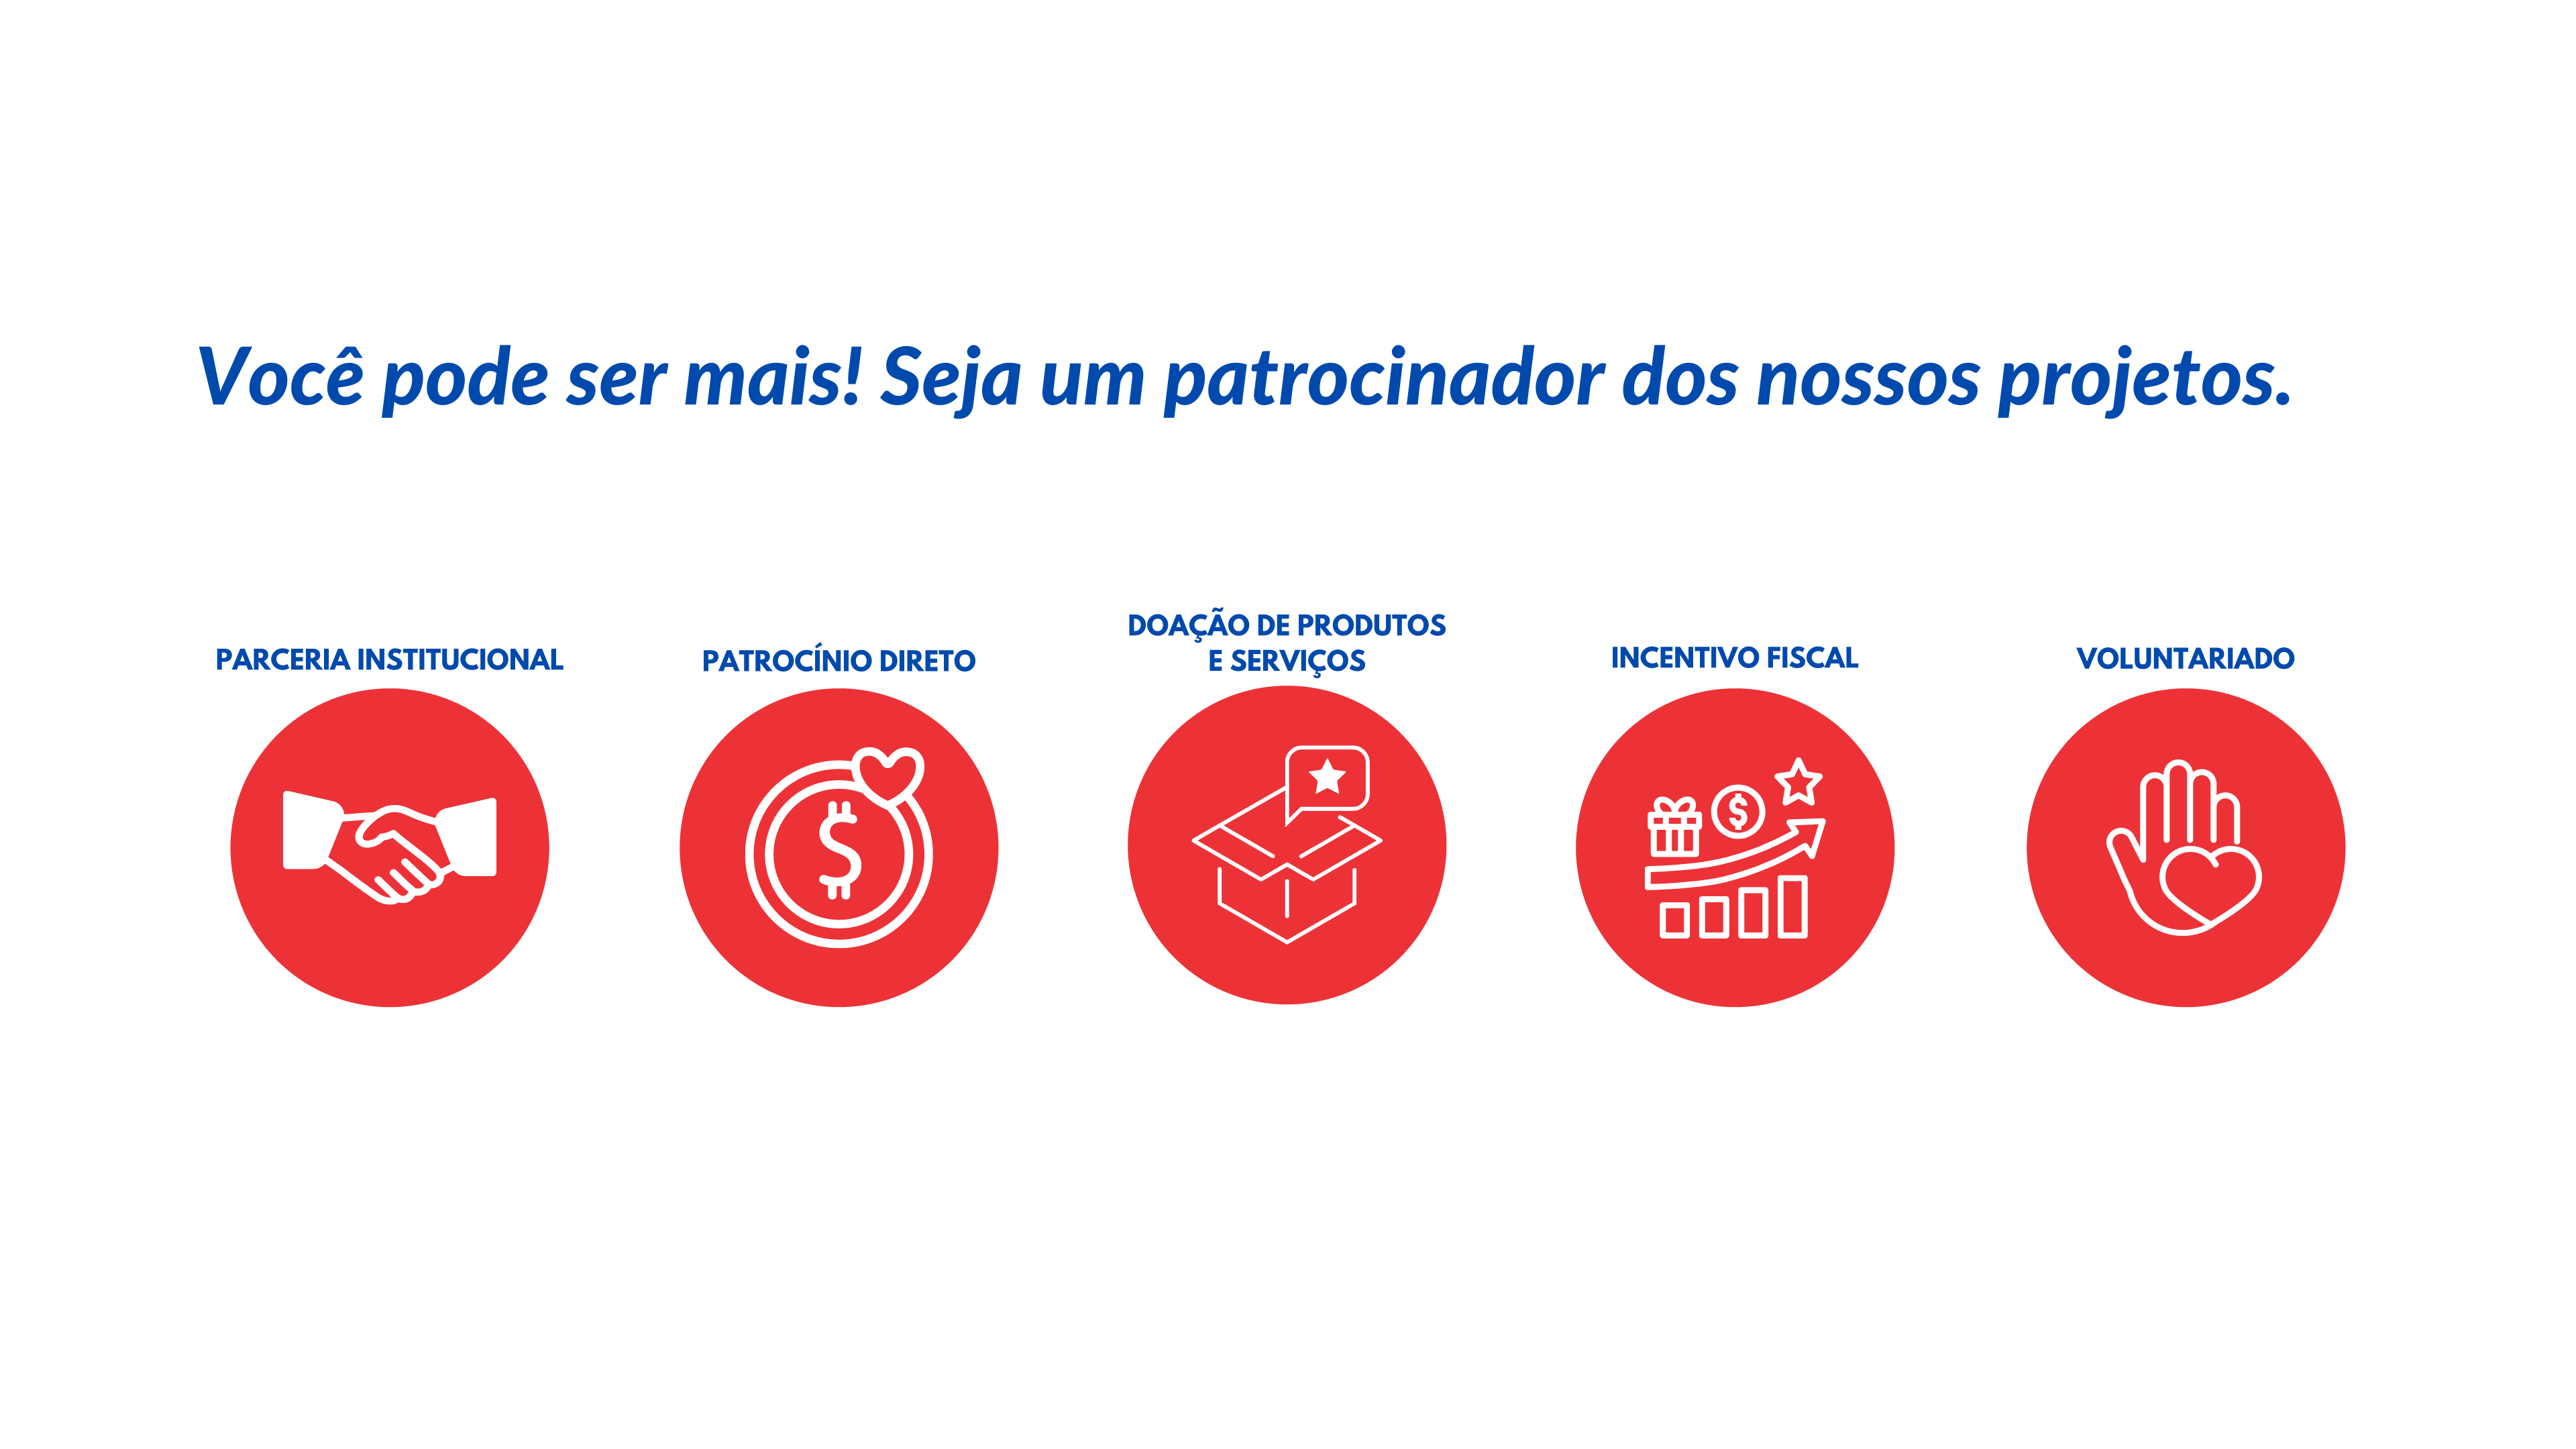 Você pode ser mais! Seja um patrocinador dos nossos projetos.
PARCERIA INSTITUCIONAL
PATROCÍNIO DIRETO
DOAÇÃO DE PRODUTOS
E SERVIÇOS
INCENTIVO FISCAL
VOLUNTARIADO